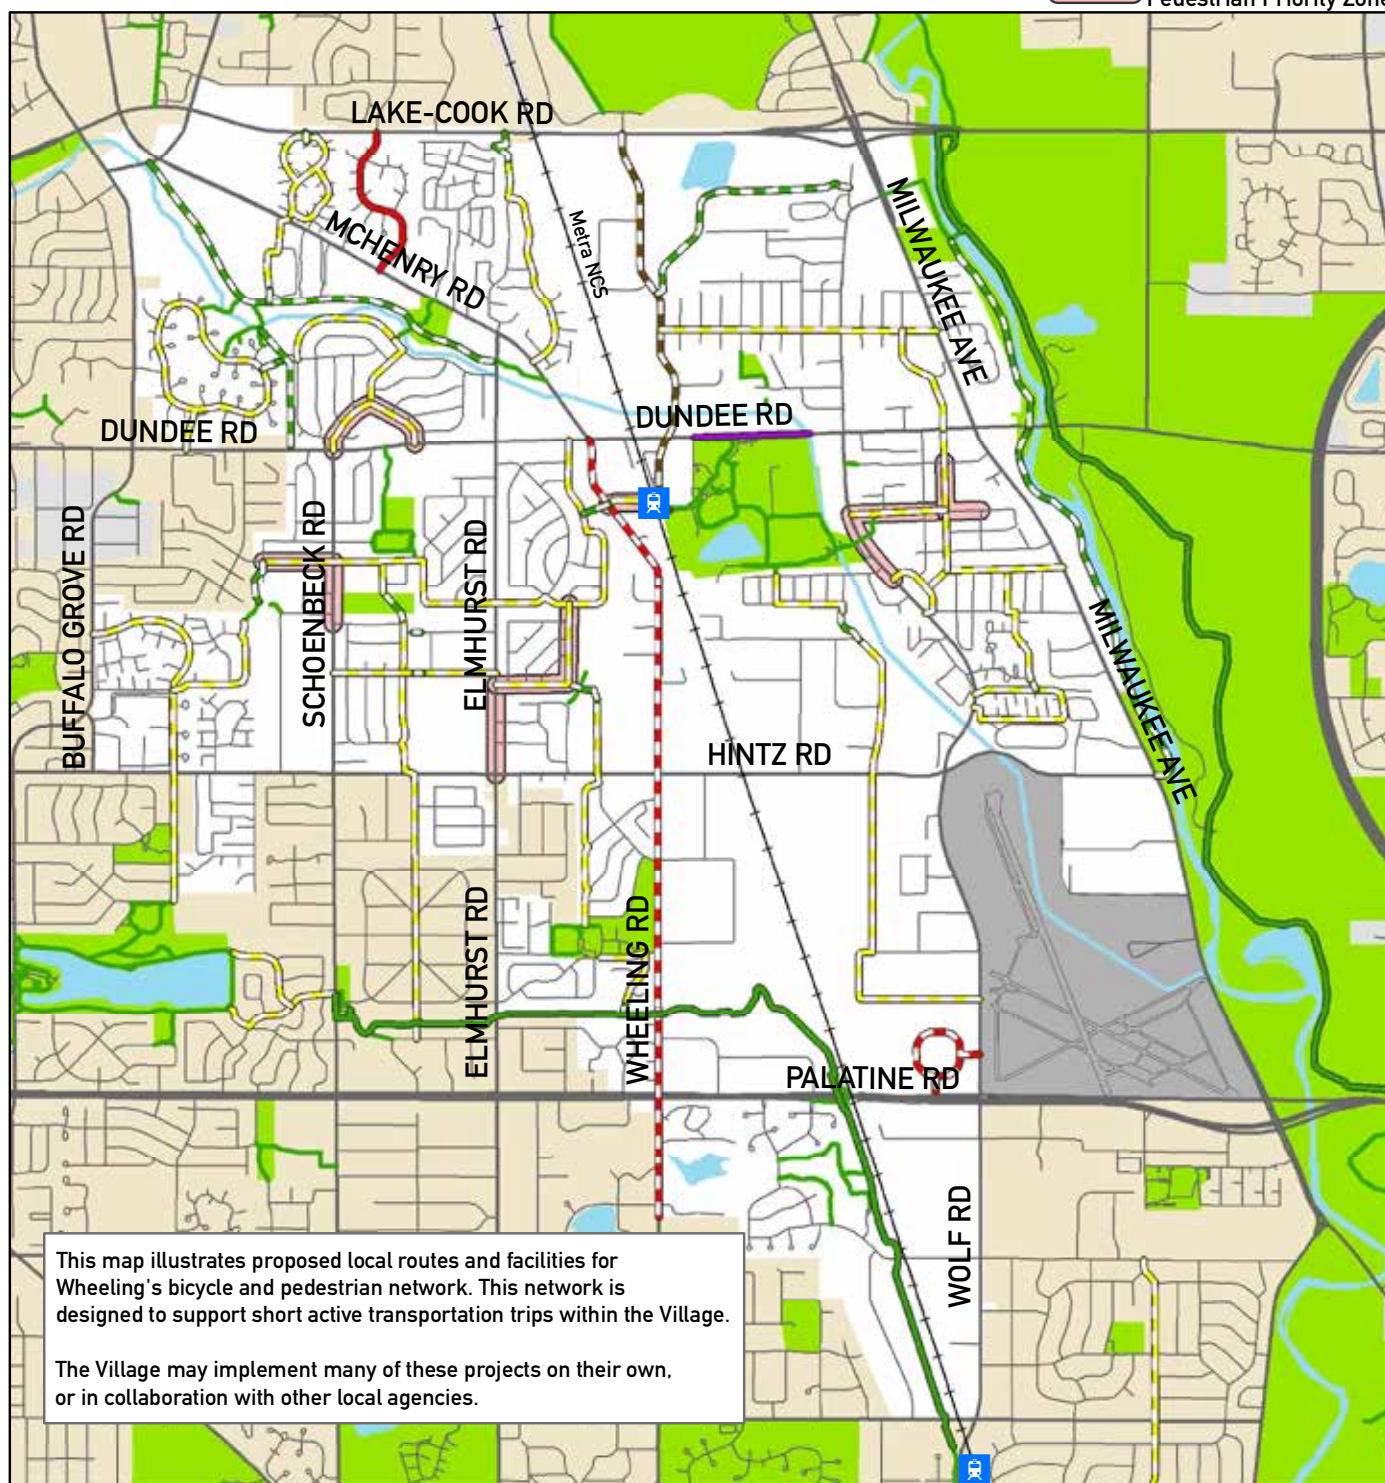 Pedestrian Priority Zone
LAKE-COOK RD
MILWAUKEE AVE
Metra NCS
MCHENRY RD
DUNDEE RD
DUNDEE RD
BUFFALO GROVE RD
SCHOENBECK RD
ELMHURST RD
MILWAUKEE AVE
HINTZ RD
ELMHURST RD
WHEELING RD
PALATINE RD
WOLF RD
This map illustrates proposed local routes and facilities for
Wheeling's bicycle and pedestrian network. This network is
designed to support short active transportation trips within the Village.
The Village may implement many of these projects on their own,
or in collaboration with other local agencies.